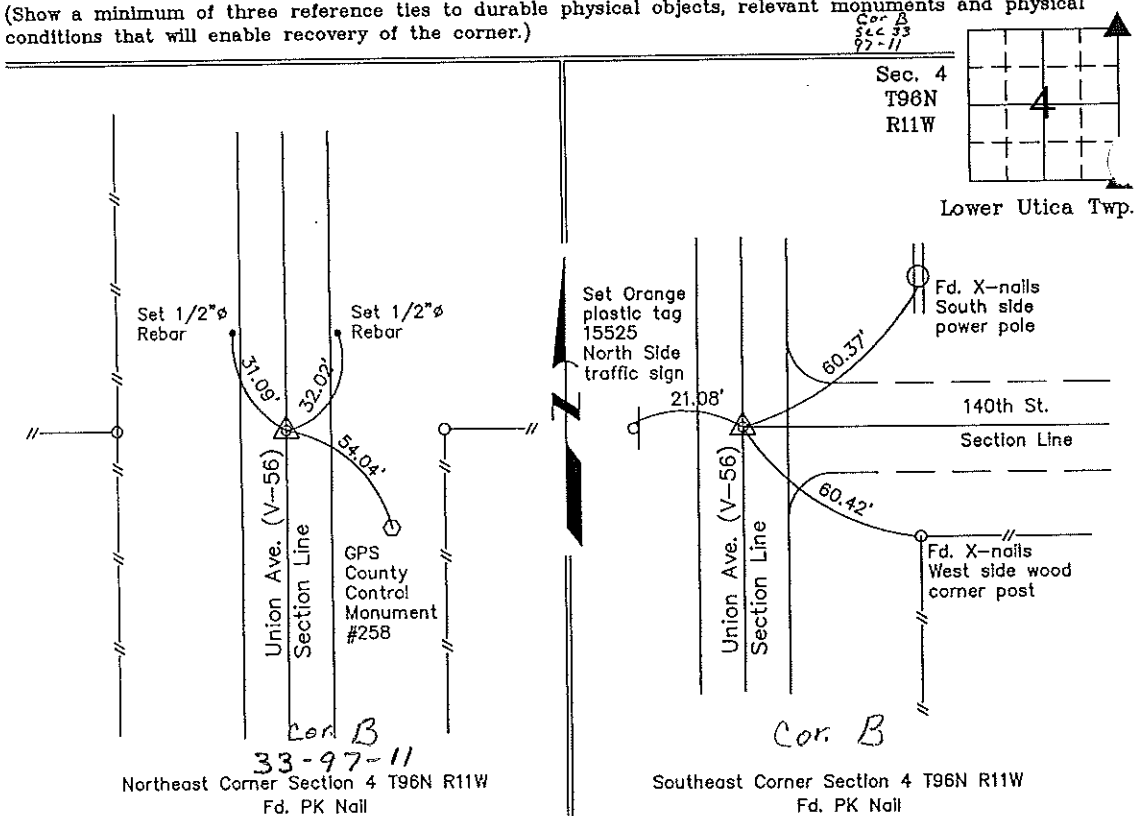 (Show a minimum of three reference ties to durable physical objects, relevant monuments and physical
conditions that will enable recovery of the corner.)
Cor B
Sec 33
97-11
Sec. 4
T96N
R11W
4
Lower Utica Twp.
Set 1/2"ø
Rebar
Set 1/2"ø
Rebar
31.09'
32.02'
54.04'
GPS
County
Control
Monument
#258
Union Ave. (V-56)
Section Line
Cor. B
33-97-11
Northeast Corner Section 4 T96N R11W
Fd. PK Nail
N
Set Orange
plastic tag
15525
North Side
traffic sign
21.08'
60.37'
60.42'
Fd. X-nails
South side
power pole
140th St.
Section Line
Fd. X-nails
West side wood
corner post
Union Ave. (V-56)
Section Line
Cor. B
Southeast Corner Section 4 T96N R11W
Fd. PK Nail